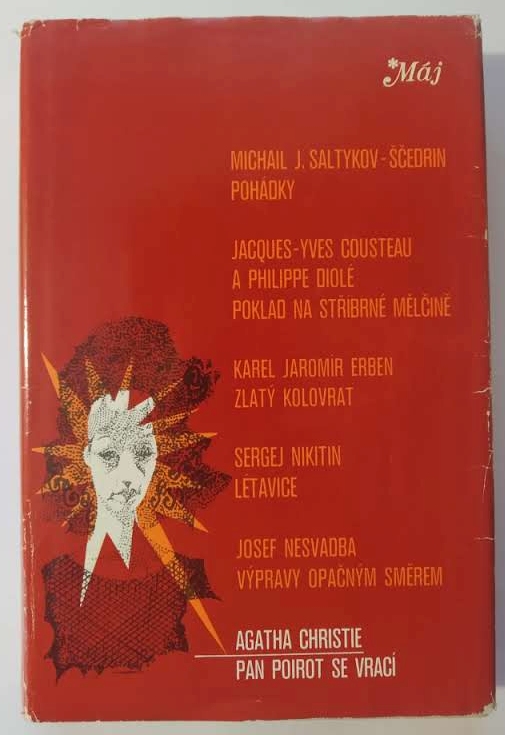 *Máj
MICHAIL J. SALTYKOV-ŠČEDRIN
POHÁDKY
JACQUES-YVES COUSTEAU
A PHILIPPE DIOLÉ
POKLAD NA STŘÍBRNÉ MĚLČINĚ
KAREL JAROMÍR ERBEN
ZLATÝ KOLOVRAT
SERGEJ NIKITIN
LETAVICE
JOSEF NESVADBA
VÝPRAVY OPAČNÝM SMĚREM
AGATHA CHRISTIE
PAN POIROT SE VRACÍ